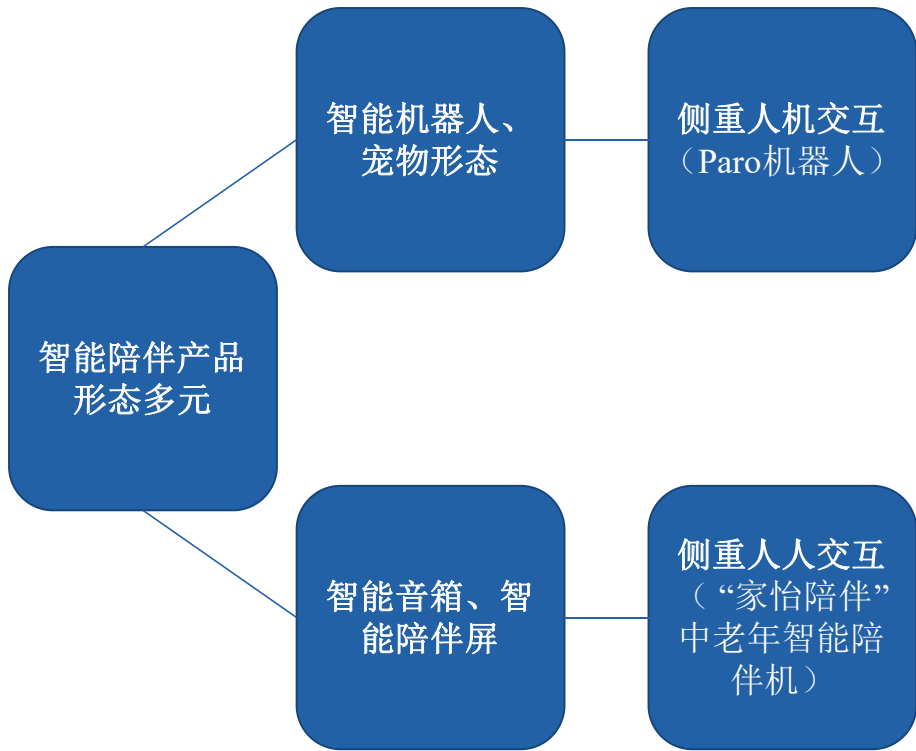 智能陪伴产品
形态多元
智能机器人、
宠物形态
侧重人机交互
（Paro机器人）
智能音箱、智
能陪伴屏
侧重人人交互
（ “家怡陪伴”
中老年智能陪
伴机）